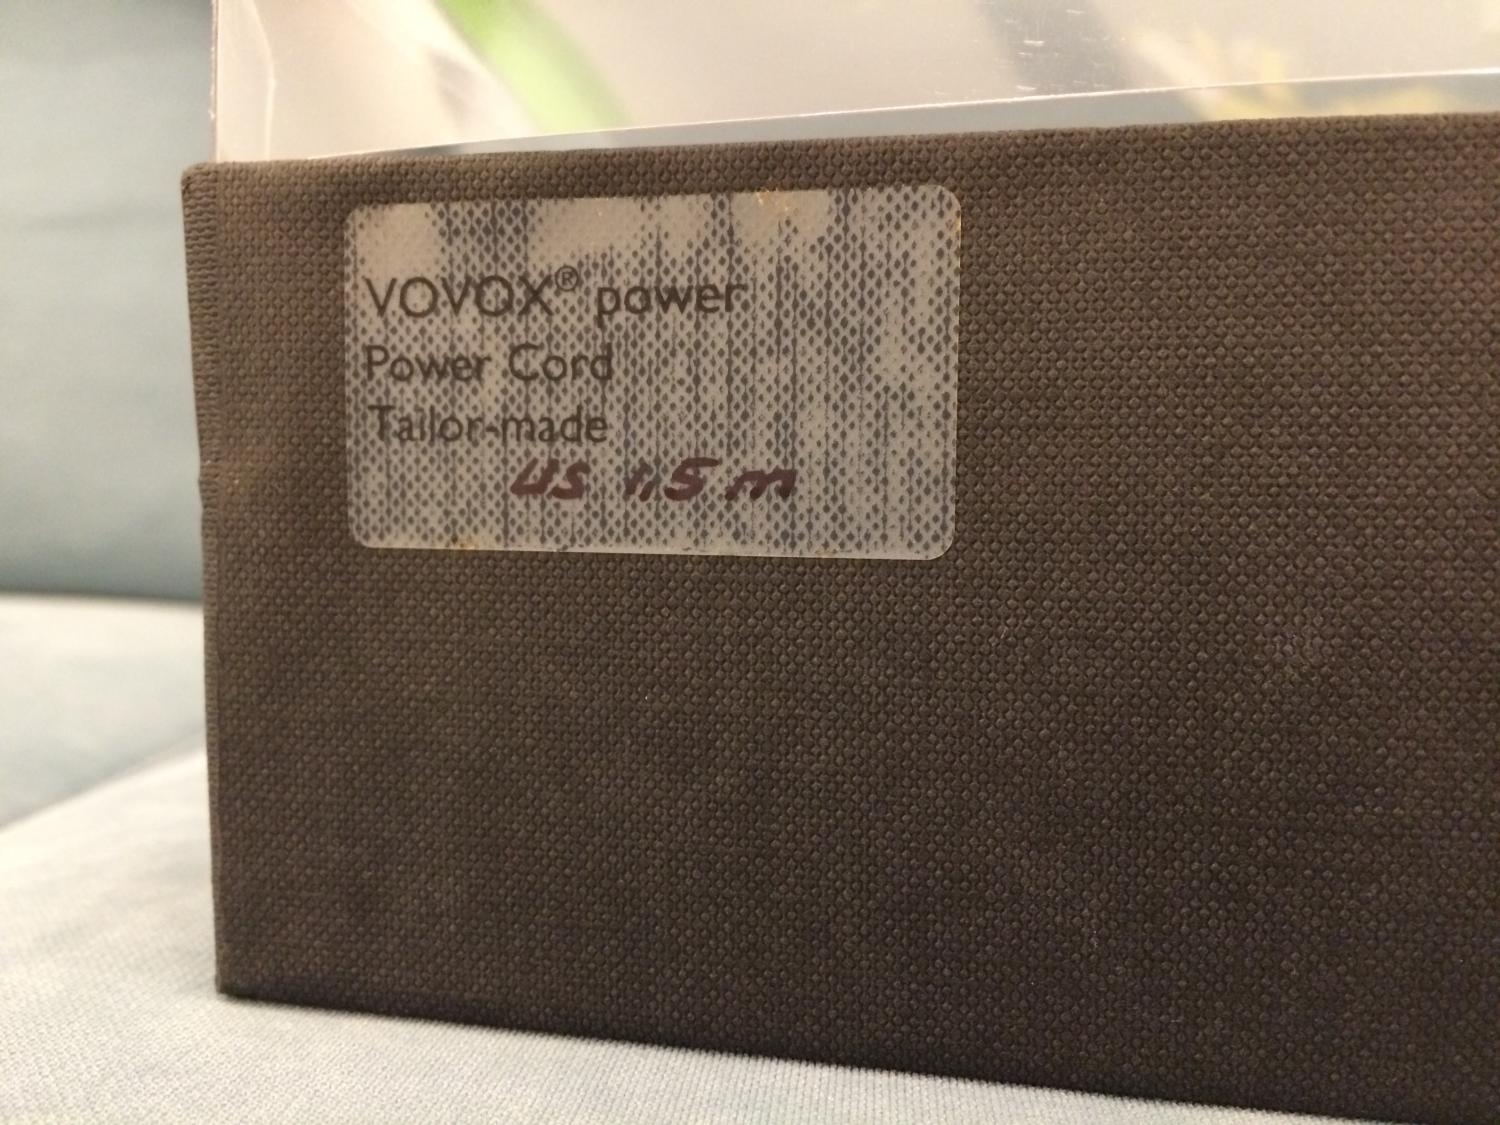 VOVOX® power
Power Cord
Tailor-made
US 1,5 m